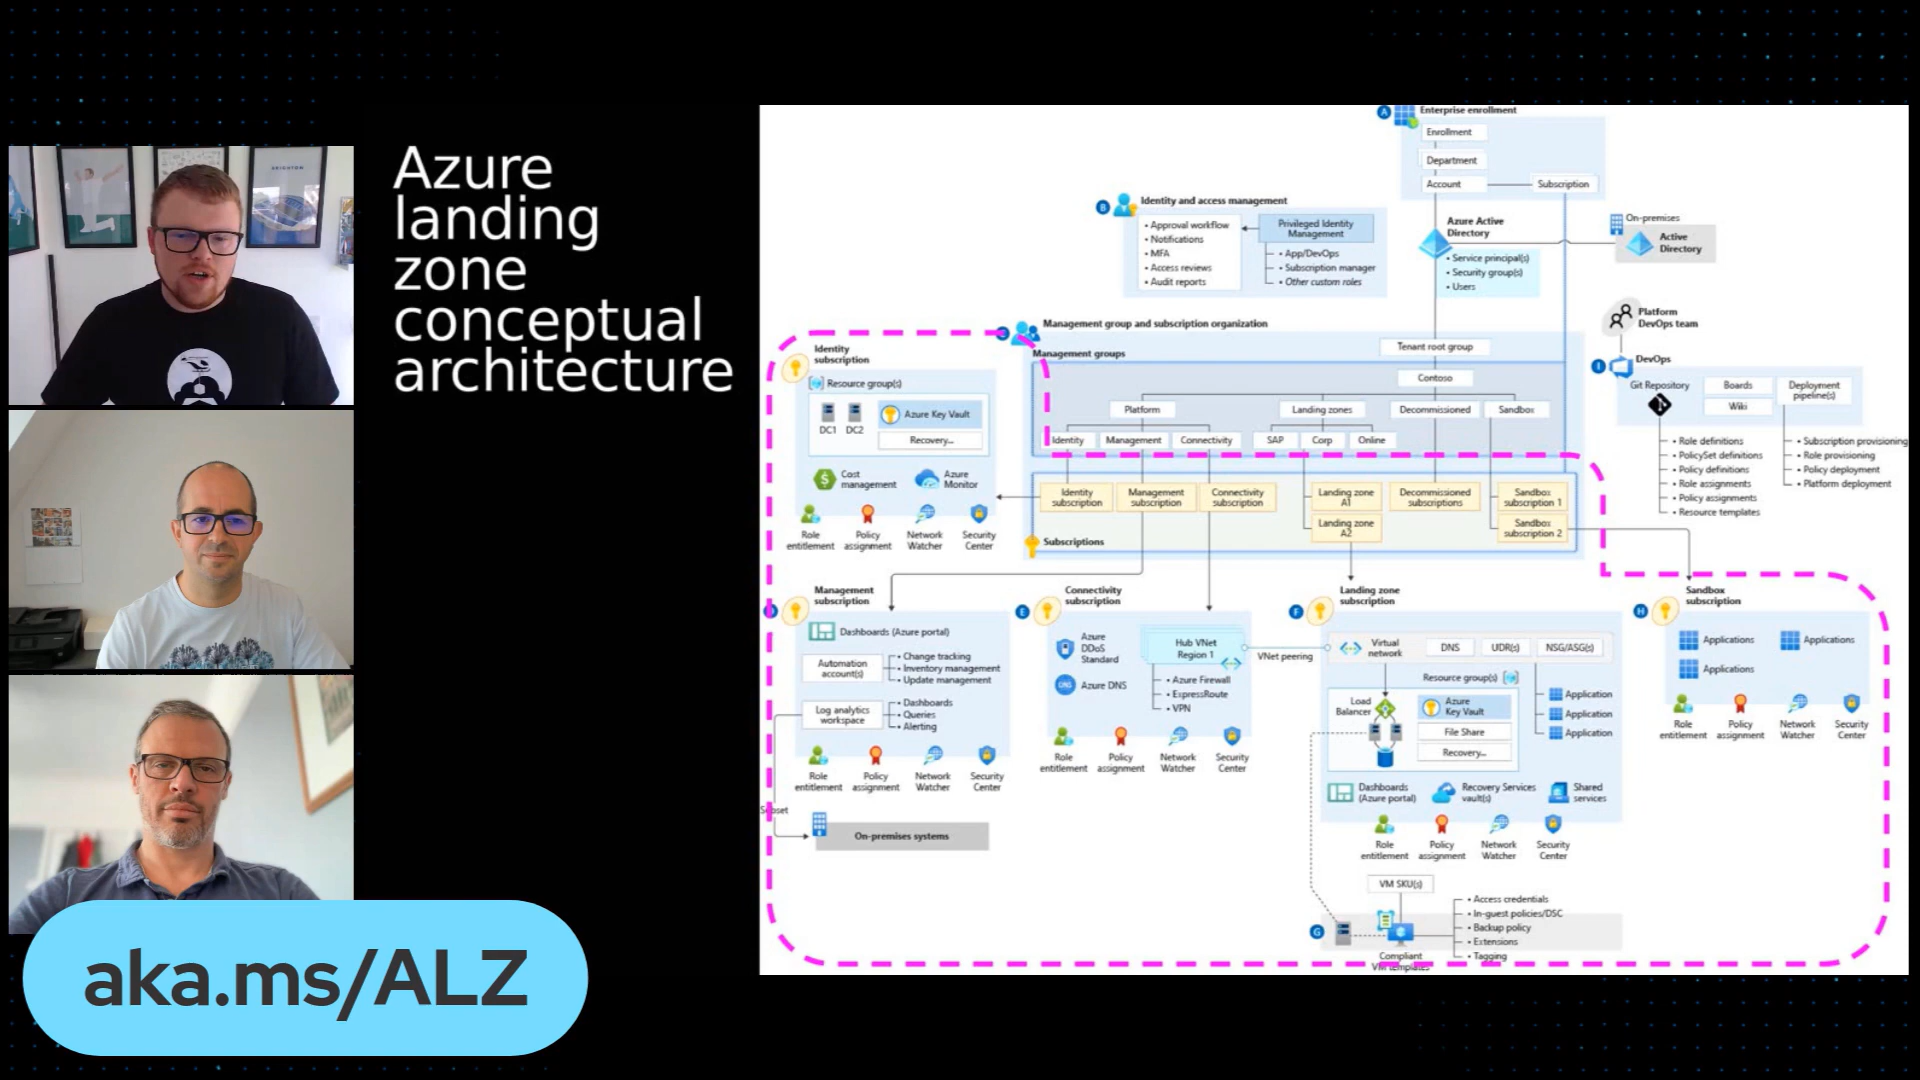 BRIGHTON
Azure
landing
zone
conceptual
architecture
aka.ms/ALZ
A
Enterprise enrollment
Enrollment
Department
Account
Subscription
B
Identity and access management
• Approval workflow
• Notifications
• MFA
• Access reviews
• Audit reports
Privileged Identity
Management
• App/DevOps
• Subscription manager
• Other custom roles
Azure Active
Directory
• Service principal(s)
• Security group(s)
• Users
On-premises
Active
Directory
Platform
DevOps team
I
DevOps
Git Repository
Boards
Wiki
Deployment
pipeline(s)
• Role definitions
• PolicySet definitions
• Policy definitions
• Role assignments
• Policy assignments
• Resource templates
• Subscription provisioning
• Role provisioning
• Policy deployment
• Platform deployment
Management group and subscription organization
Management groups
Tenant root group
Contoso
Platform
Landing zones
Decommissioned
Sandbox
Identity
Management
Connectivity
SAP
Corp
Online
Identity
subscription
Management
subscription
Connectivity
subscription
Landing zone
A1
Landing zone
A2
Decommissioned
subscriptions
Sandbox
subscription 1
Sandbox
subscription 2
Subscriptions
Identity
subscription
Resource group(s)
DC1
DC2
Azure Key Vault
Recovery...
Cost
management
Azure
Monitor
Role
entitlement
Policy
assignment
Network
Watcher
Security
Center
Management
subscription
Dashboards (Azure portal)
Automation
account(s)
• Change tracking
• Inventory management
• Update management
Log analytics
workspace
• Dashboards
• Queries
• Alerting
Role
entitlement
Policy
assignment
Network
Watcher
Security
Center
On-premises systems
E
Connectivity
subscription
Azure
DDoS
Standard
DNS
Azure DNS
Hub VNet
Region 1
• Azure Firewall
• ExpressRoute
• VPN
Role
entitlement
Policy
assignment
Network
Watcher
Security
Center
VNet peering
F
Landing zone
subscription
Virtual
network
DNS
UDR(s)
NSG/ASG(s)
Resource group(s)
Load
Balancer
Azure
Key Vault
File Share
Recovery...
Application
Application
Application
Dashboards
(Azure portal)
Recovery Services
vault(s)
Shared
services
Role
entitlement
Policy
assignment
Network
Watcher
Security
Center
VM SKU(s)
G
Compliant
VM templates
• Access credentials
• In-guest policies/DSC
• Backup policy
• Extensions
• Tagging
H
Sandbox
subscription
Applications
Applications
Applications
Role
entitlement
Policy
assignment
Network
Watcher
Security
Center